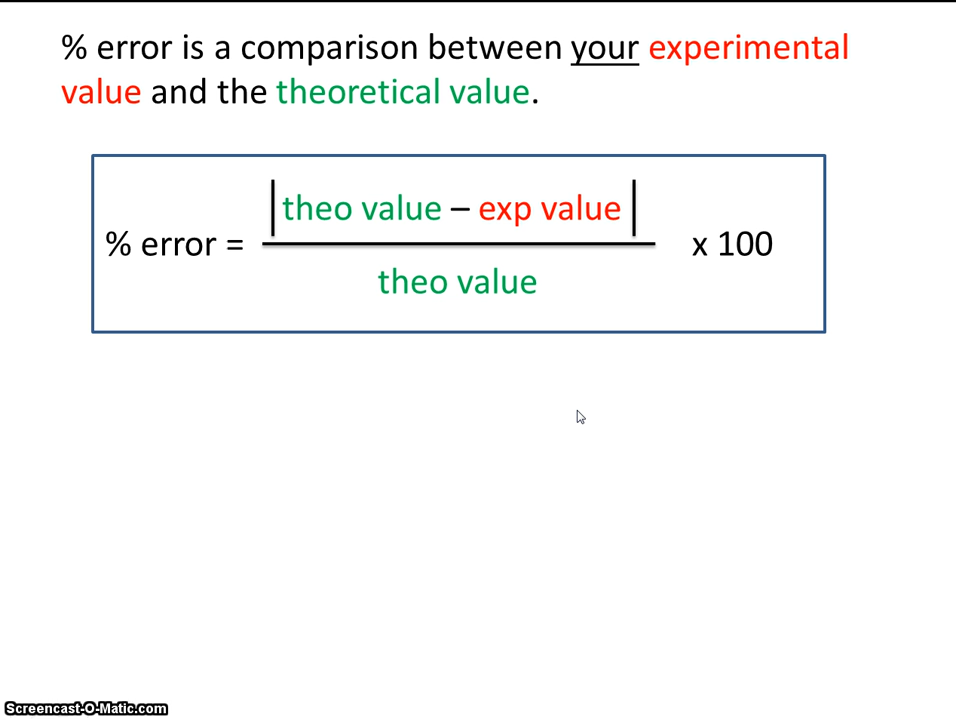 % error is a comparison between your experimental
value and the theoretical value.
|theo value – exp value|
% error = x 100
theo value
Screencast-O-Matic.com